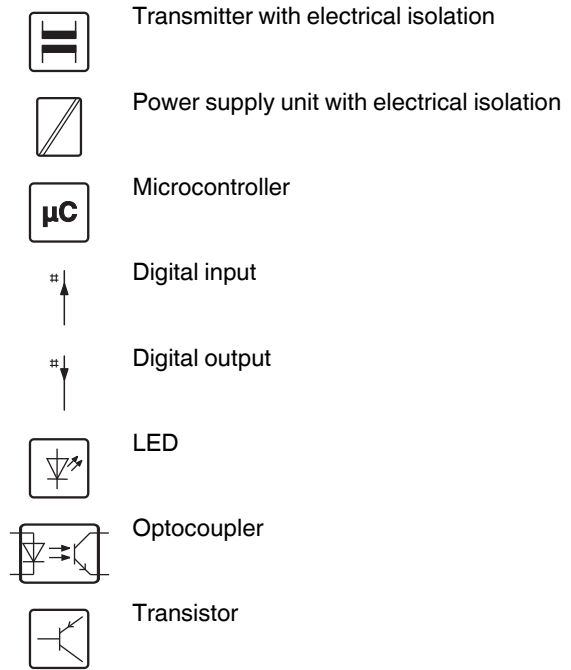 Transmitter with electrical isolation
Power supply unit with electrical isolation
µC
Microcontroller
#
Digital input
#
Digital output
LED
Optocoupler
Transistor